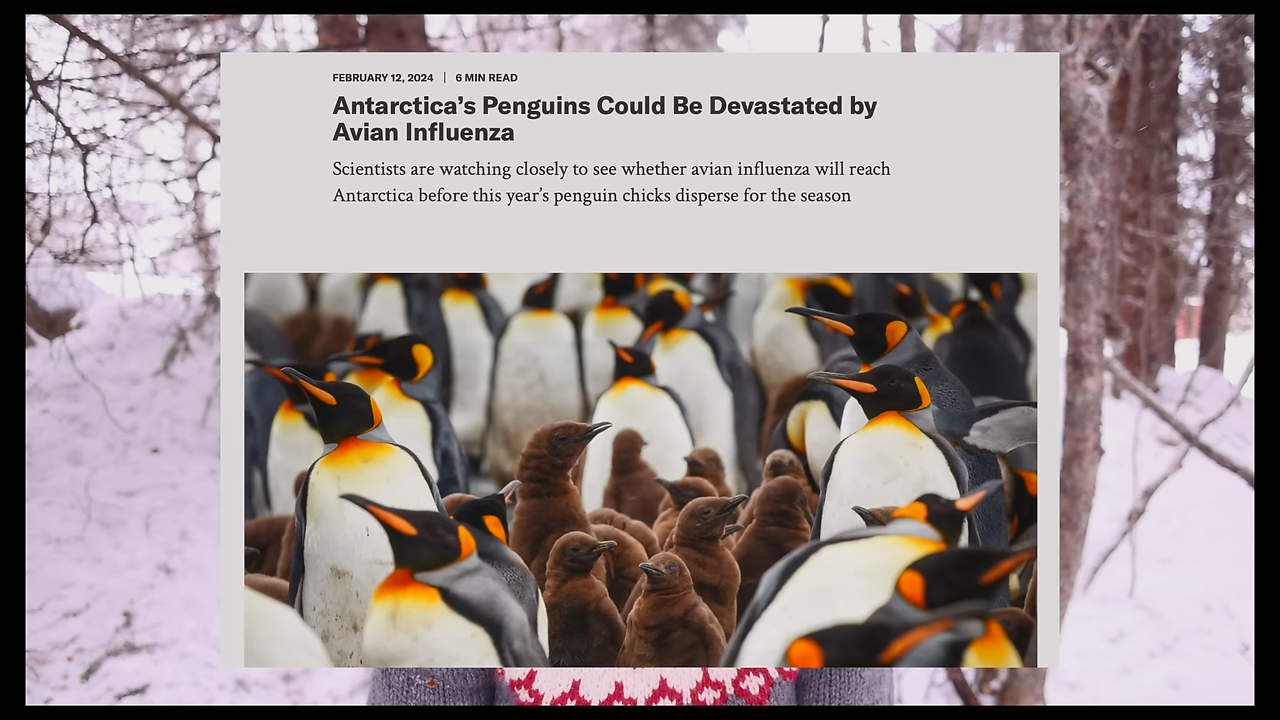 FEBRUARY 12, 2024 | 6 MIN READ
Antarctica’s Penguins Could Be Devastated by
Avian Influenza
Scientists are watching closely to see whether avian influenza will reach
Antarctica before this year’s penguin chicks disperse for the season